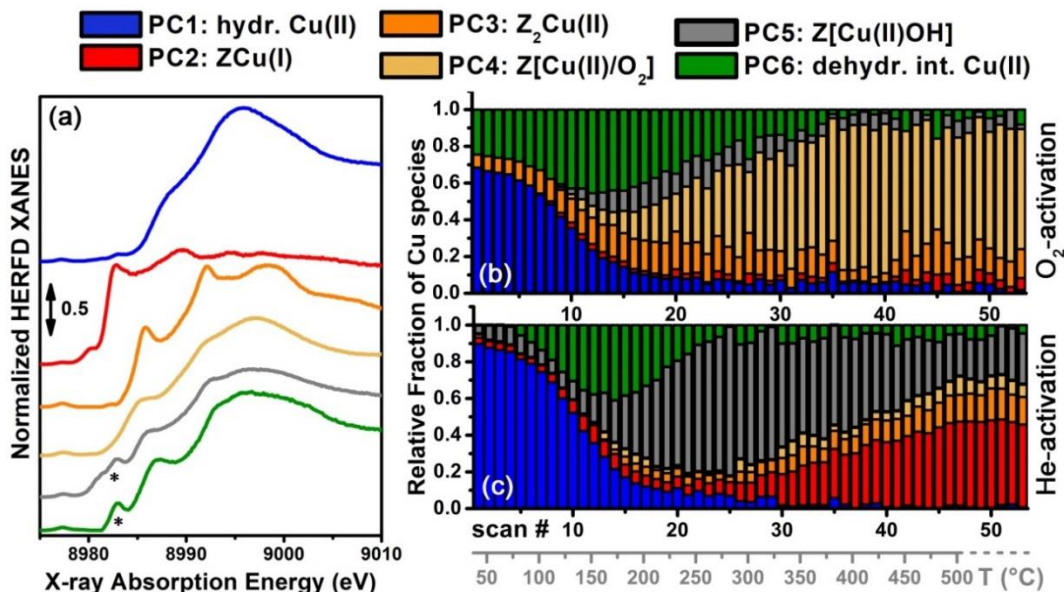 PC1: hydr. Cu(II)
PC2: ZCu(I)
PC3: Z₂Cu(II)
PC4: Z[Cu(II)/O₂]
PC5: Z[Cu(II)OH]
PC6: dehydr. int. Cu(II)
(a)
Normalized HERFD XANES
0.5
*
*
8980 8990 9000 9010
X-ray Absorption Energy (eV)
Relative Fraction of Cu species
1.0
0.8
0.6
0.4
0.2
0.0
(b)
10 20 30 40 50
O₂-activation
1.0
0.8
0.6
0.4
0.2
0.0
(c)
scan # 10 20 30 40 50
He-activation
50 100 150 200 250 300 350 400 450 500 T (°C)